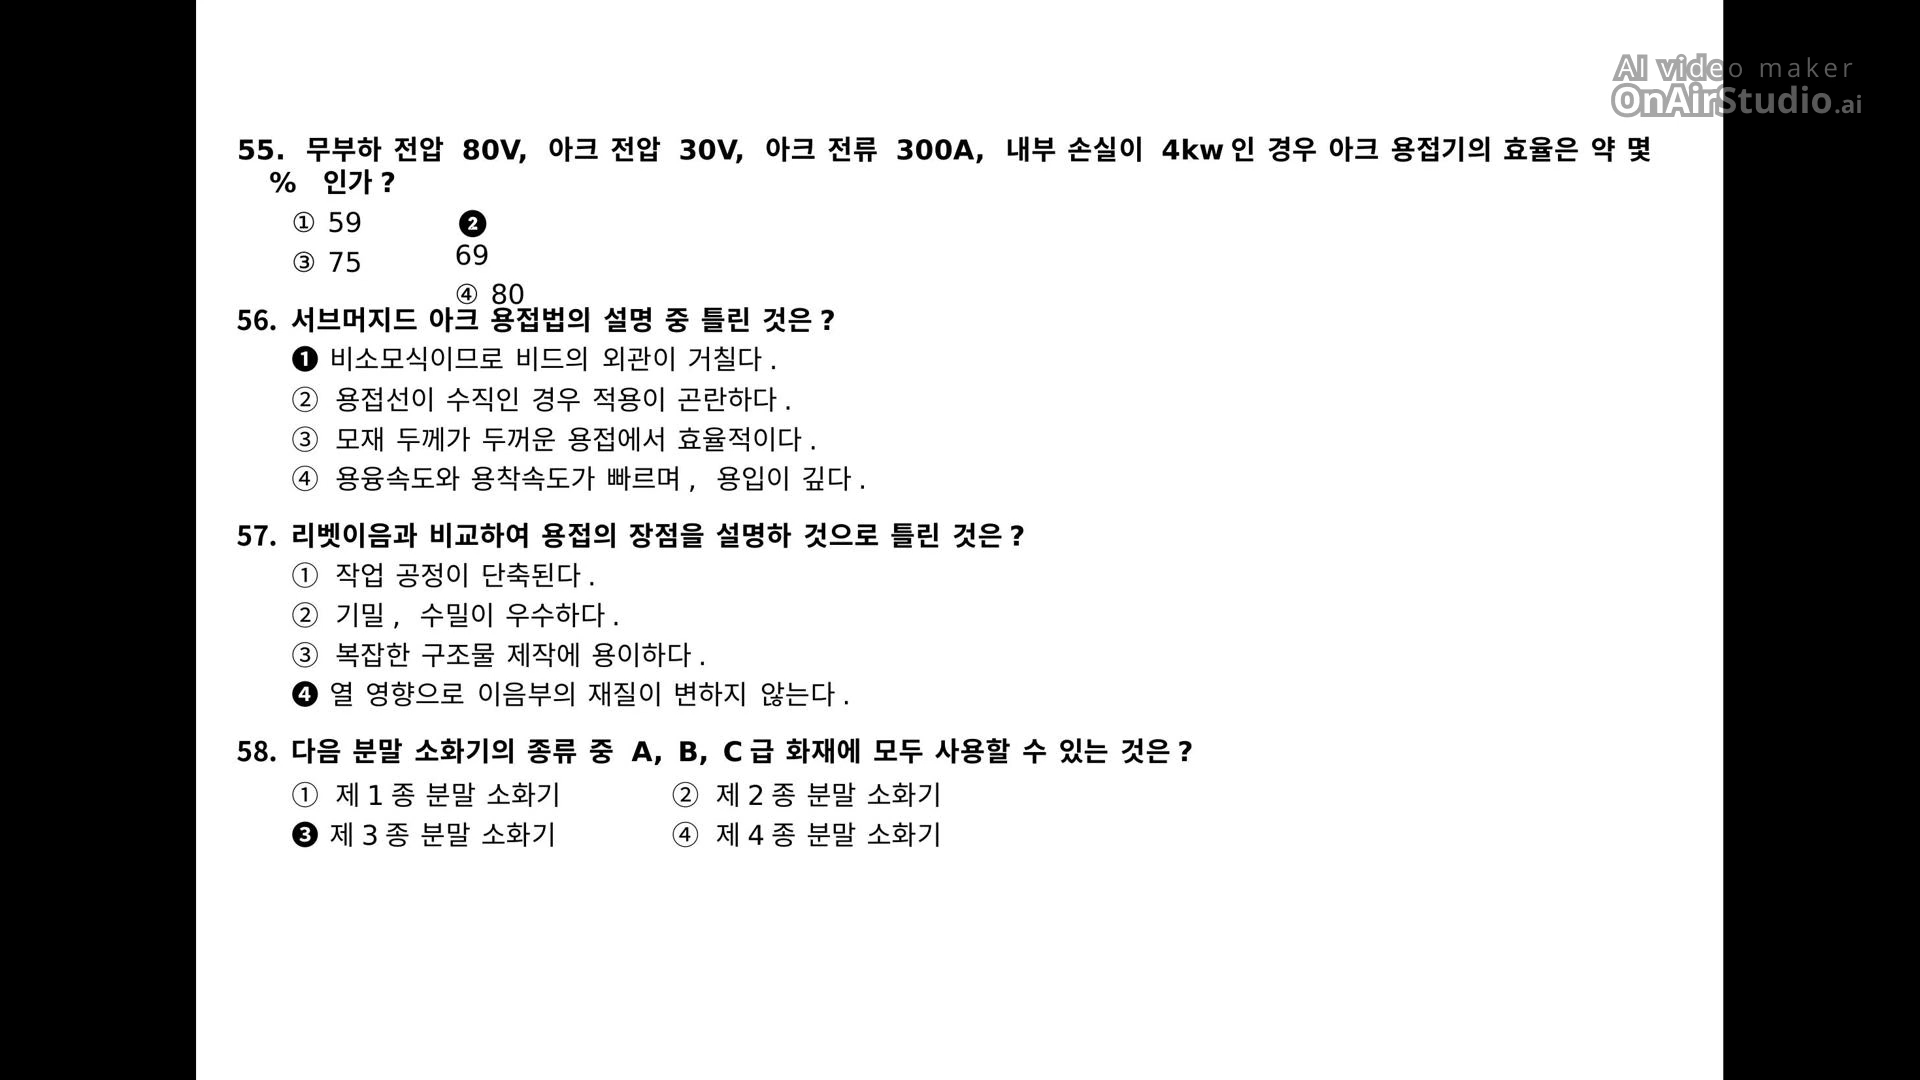 AI video maker
OnAirStudio.ai
55. 무부하 전압 80V, 아크 전압 30V, 아크 전류 300A, 내부 손실이 4kw인 경우 아크 용접기의 효율은 약 몇
% 인가?
① 59 ❷
69
③ 75
④ 80
56. 서브머지드 아크 용접법의 설명 중 틀린 것은?
❶ 비소모식이므로 비드의 외관이 거칠다.
② 용접선이 수직인 경우 적용이 곤란하다.
③ 모재 두께가 두꺼운 용접에서 효율적이다.
④ 용융속도와 용착속도가 빠르며, 용입이 깊다.
57. 리벳이음과 비교하여 용접의 장점을 설명하 것으로 틀린 것은?
① 작업 공정이 단축된다.
② 기밀, 수밀이 우수하다.
③ 복잡한 구조물 제작에 용이하다.
❹ 열 영향으로 이음부의 재질이 변하지 않는다.
58. 다음 분말 소화기의 종류 중 A, B, C급 화재에 모두 사용할 수 있는 것은?
① 제1종 분말 소화기 ② 제2종 분말 소화기
❸ 제3종 분말 소화기 ④ 제4종 분말 소화기